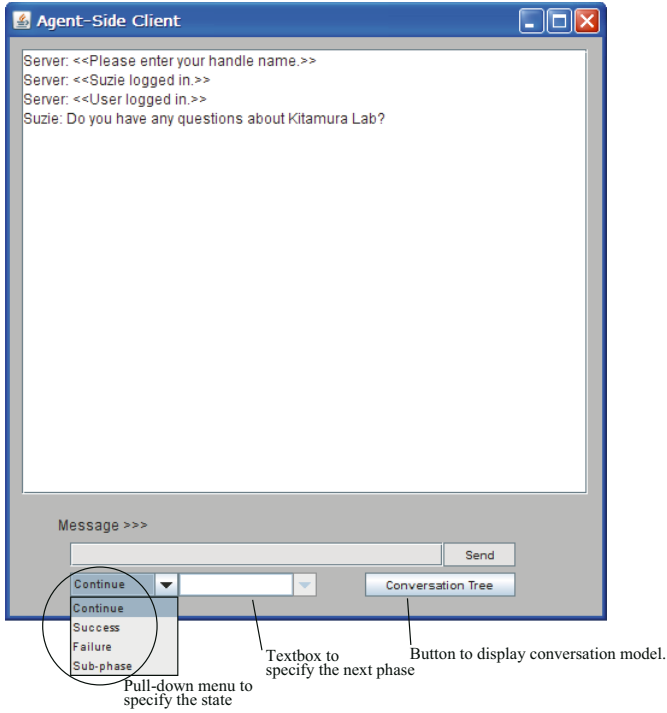 Agent-Side Client
Server: <<Please enter your handle name.>>
Server: <<Suzie logged in.>>
Server: <<User logged in.>>
Suzie: Do you have any questions about Kitamura Lab?
Message >>>
Send
Continue
Conversation Tree
Continue
Success
Failure
Sub-phase
Textbox to
specify the next phase
Button to display conversation model.
Pull-down menu to
specify the state